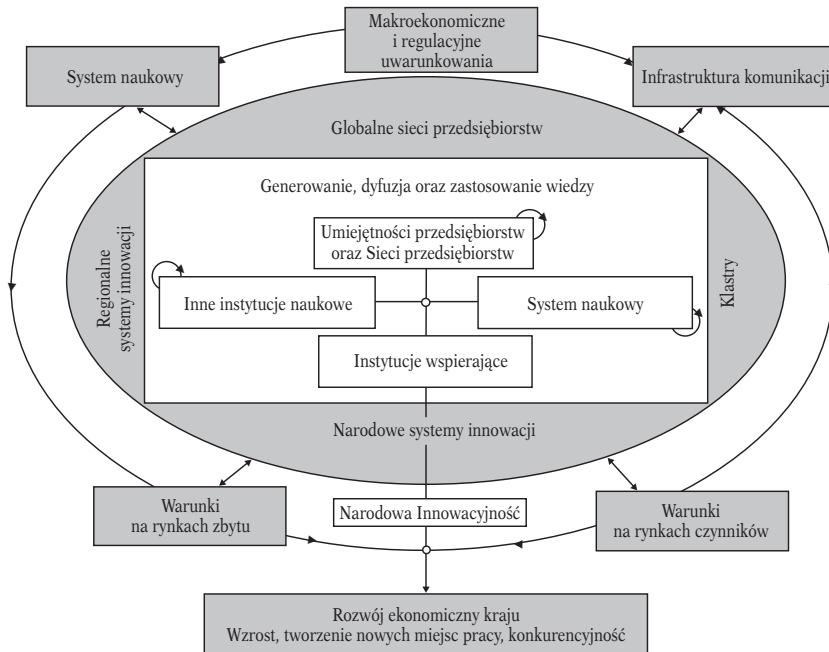 Makroekonomiczne
i regulacyjne
uwarunkowania
System naukowy
Infrastruktura komunikacji
Globalne sieci przedsiębiorstw
Generowanie, dyfuzja oraz zastosowanie wiedzy
Umiejętności przedsiębiorstw
oraz Sieci przedsiębiorstw
Regionalne
systemy innowacji
Inne instytucje naukowe
System naukowy
Klastry
Instytucje wspierające
Narodowe systemy innowacji
Warunki
na rynkach zbytu
Narodowa Innowacyjność
Warunki
na rynkach czynników
Rozwój ekonomiczny kraju
Wzrost, tworzenie nowych miejsc pracy, konkurencyjność